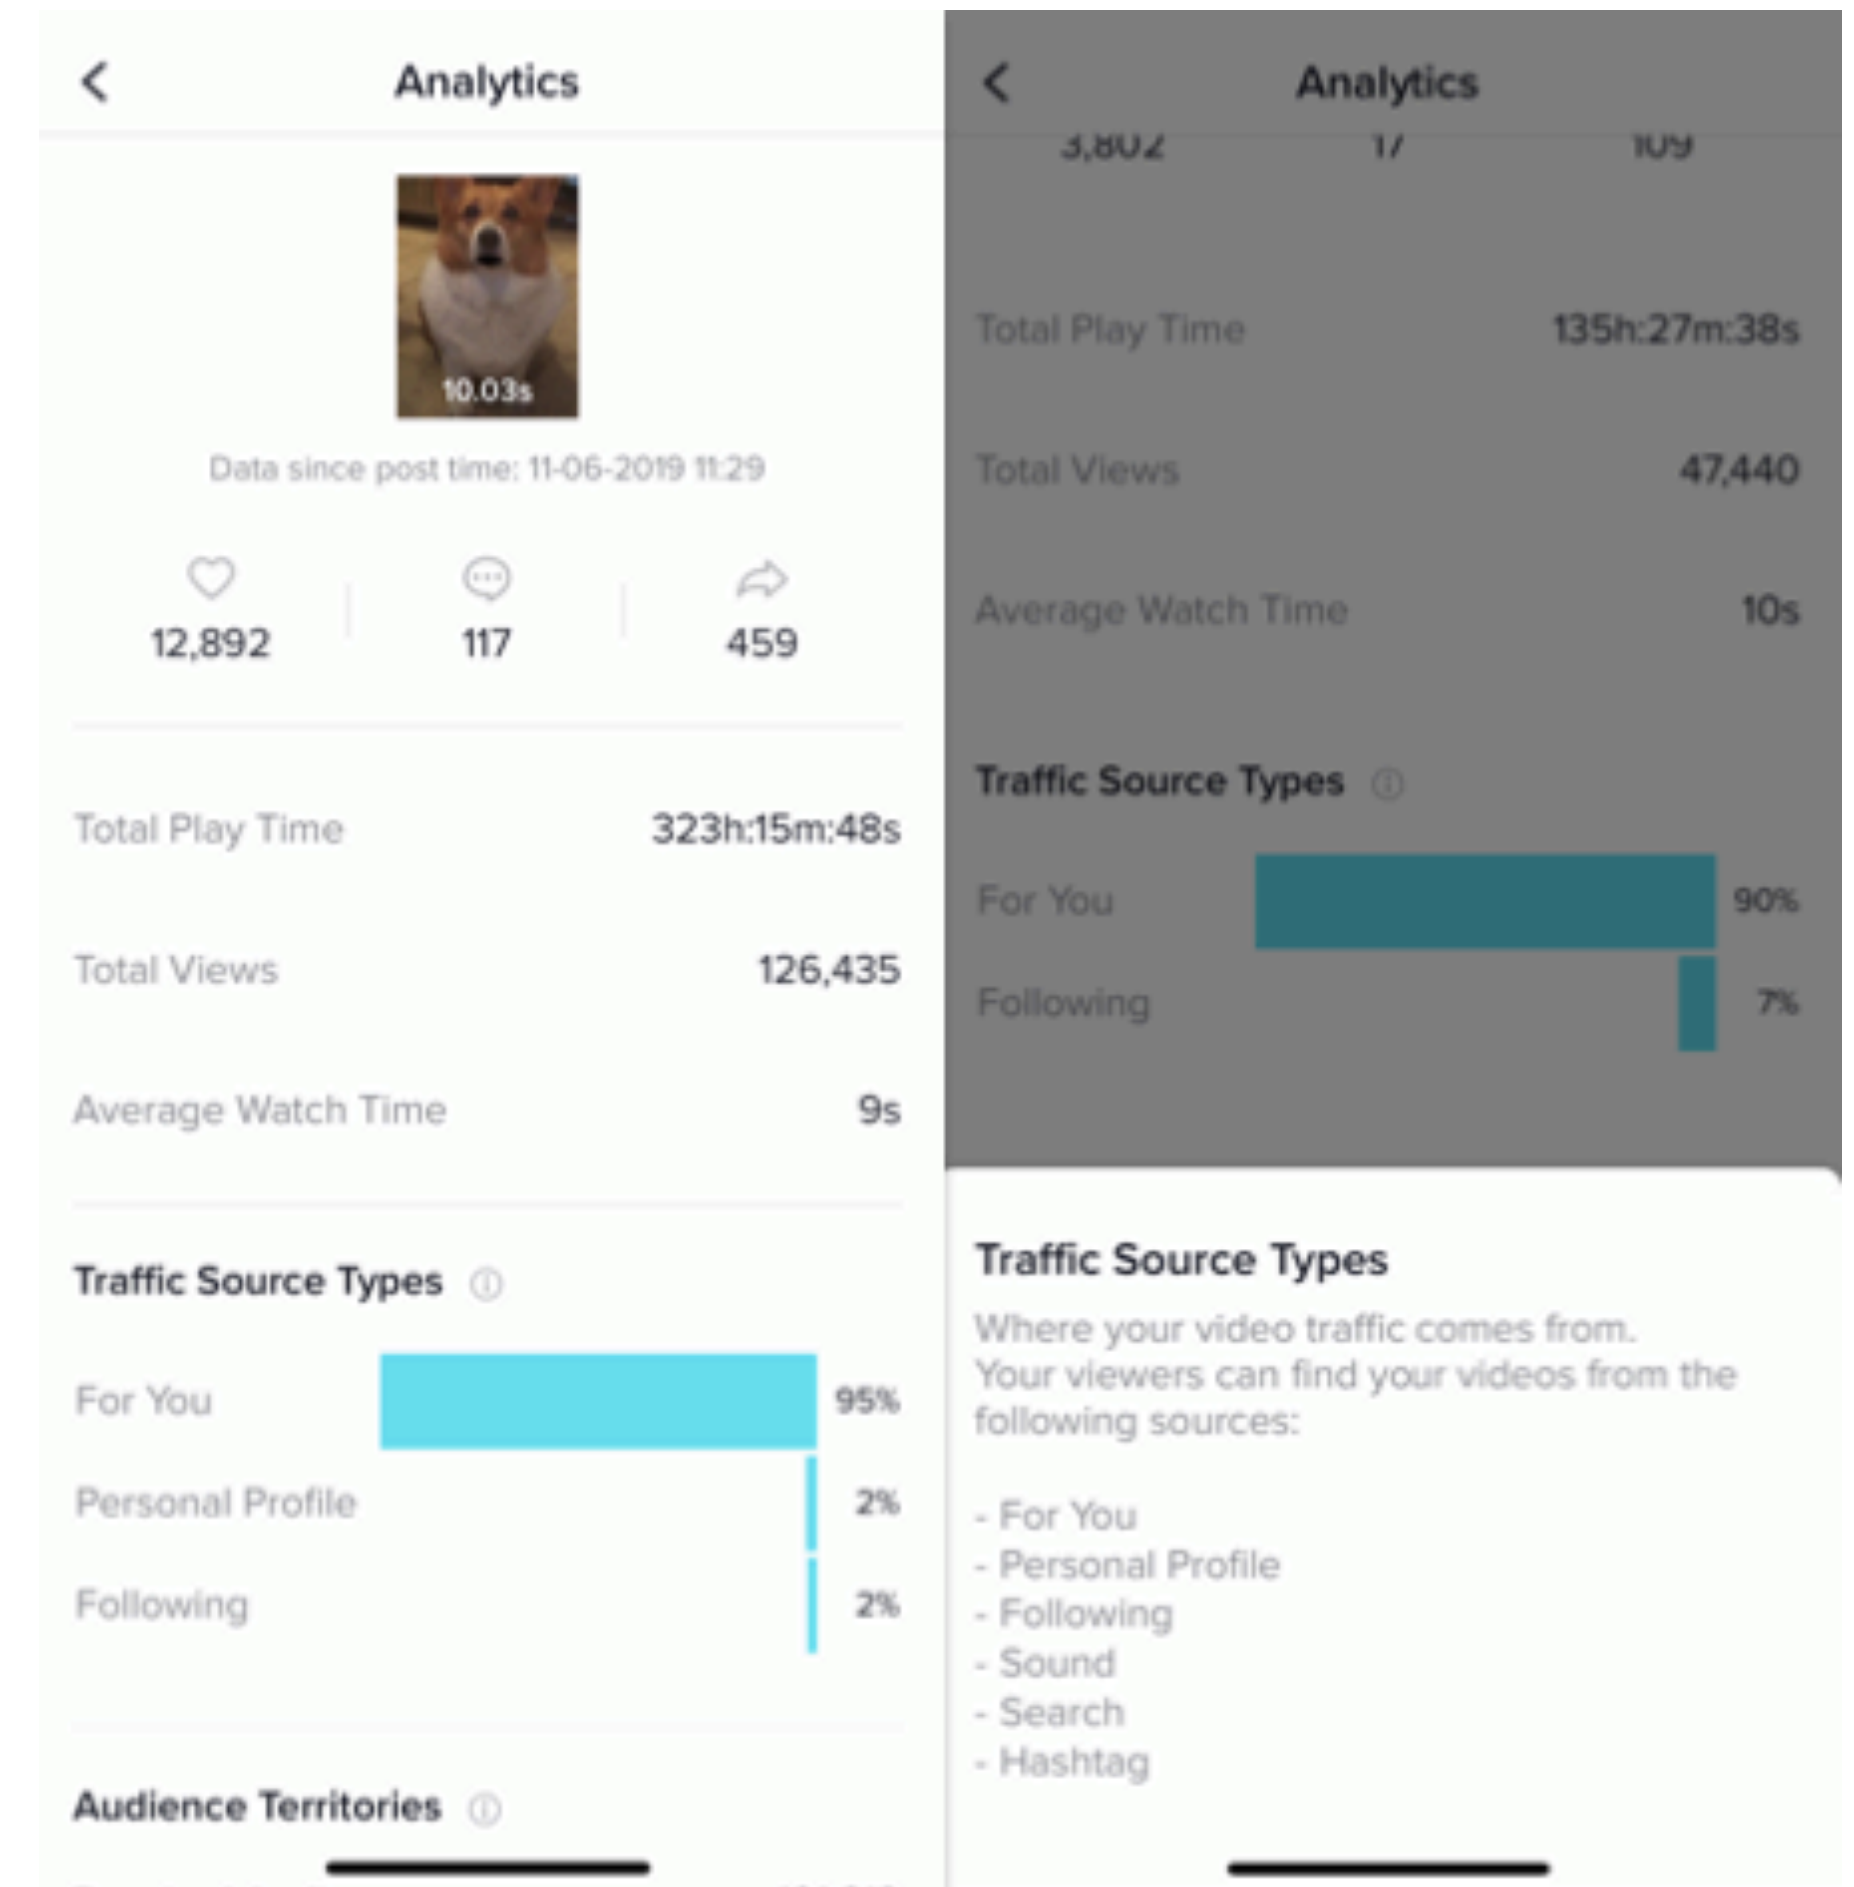 Analytics
10.03s
Data since post time: 11-06-2019 11:29
12,892 117 459
Total Play Time 323h:15m:48s
Total Views 126,435
Average Watch Time 9s
Traffic Source Types
For You 95%
Personal Profile 2%
Following 2%
Audience Territories
Analytics
3,802 17 109
Total Play Time 135h:27m:38s
Total Views 47,440
Average Watch Time 10s
Traffic Source Types
For You 90%
Following 7%
Traffic Source Types
Where your video traffic comes from.
Your viewers can find your videos from the
following sources:
- For You
- Personal Profile
- Following
- Sound
- Search
- Hashtag